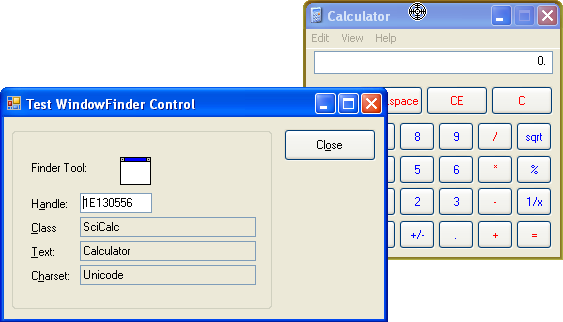 Calculator
Edit View Help
0.
space CE C
8 9 / sqrt
5 6 * %
2 3 - 1/x
+/- . + =
Test WindowFinder Control
Close
Finder Tool:
Handle: 1E130556
Class SciCalc
Text: Calculator
Charset: Unicode